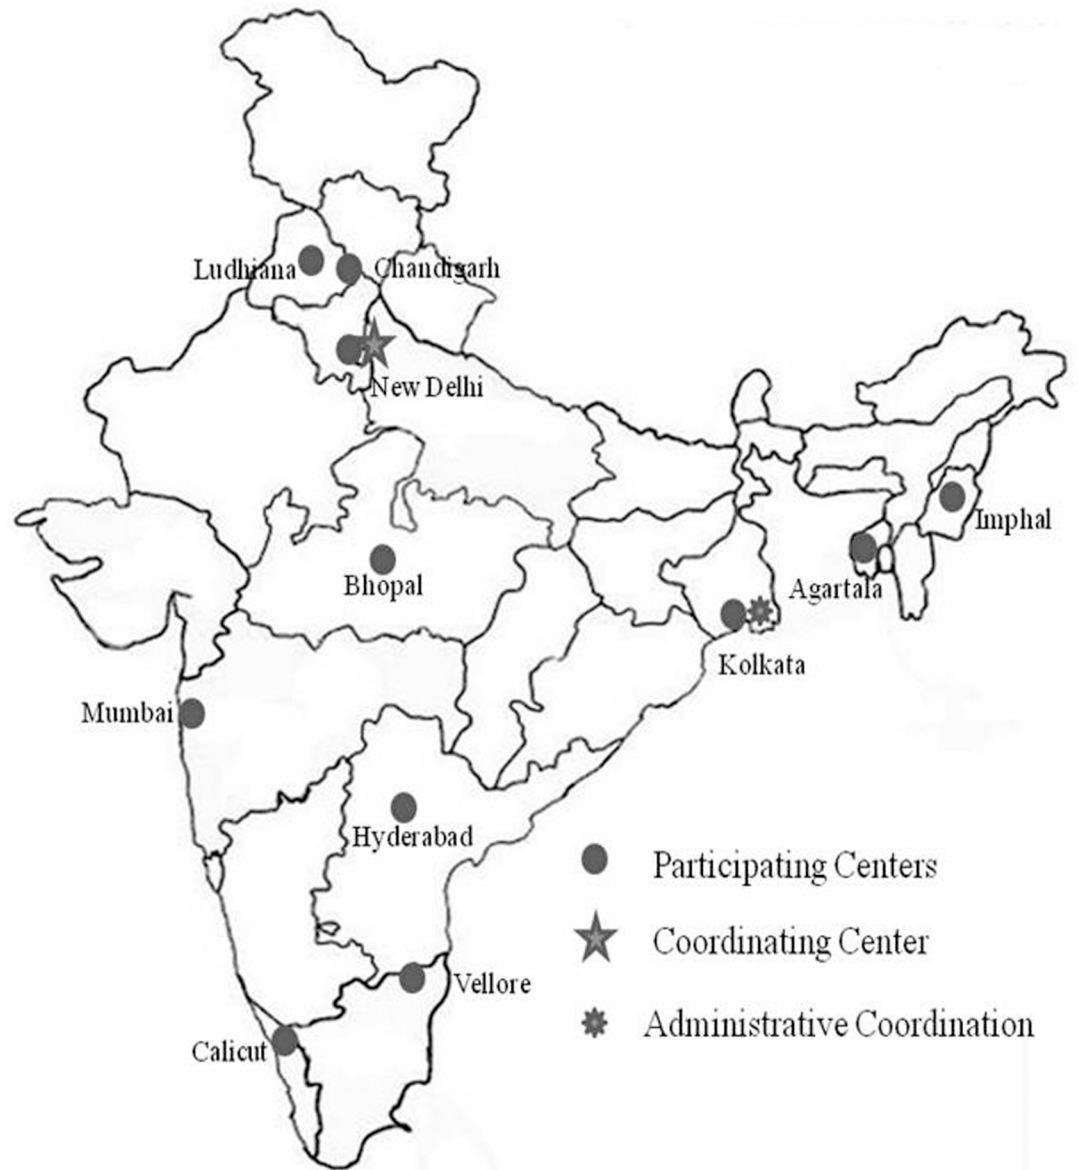 Ludhiana
Chandigarh
New Delhi
Imphal
Bhopal
Agartala
Kolkata
Mumbai
Hyderabad
Participating Centers
Coordinating Center
Vellore
Administrative Coordination
Calicut